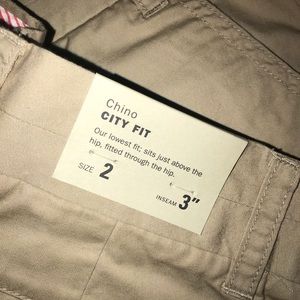 Chino
CITY FIT
Our lowest fit; sits just above the
hip, fitted through the hip.
SIZE 2 INSEAM 3"